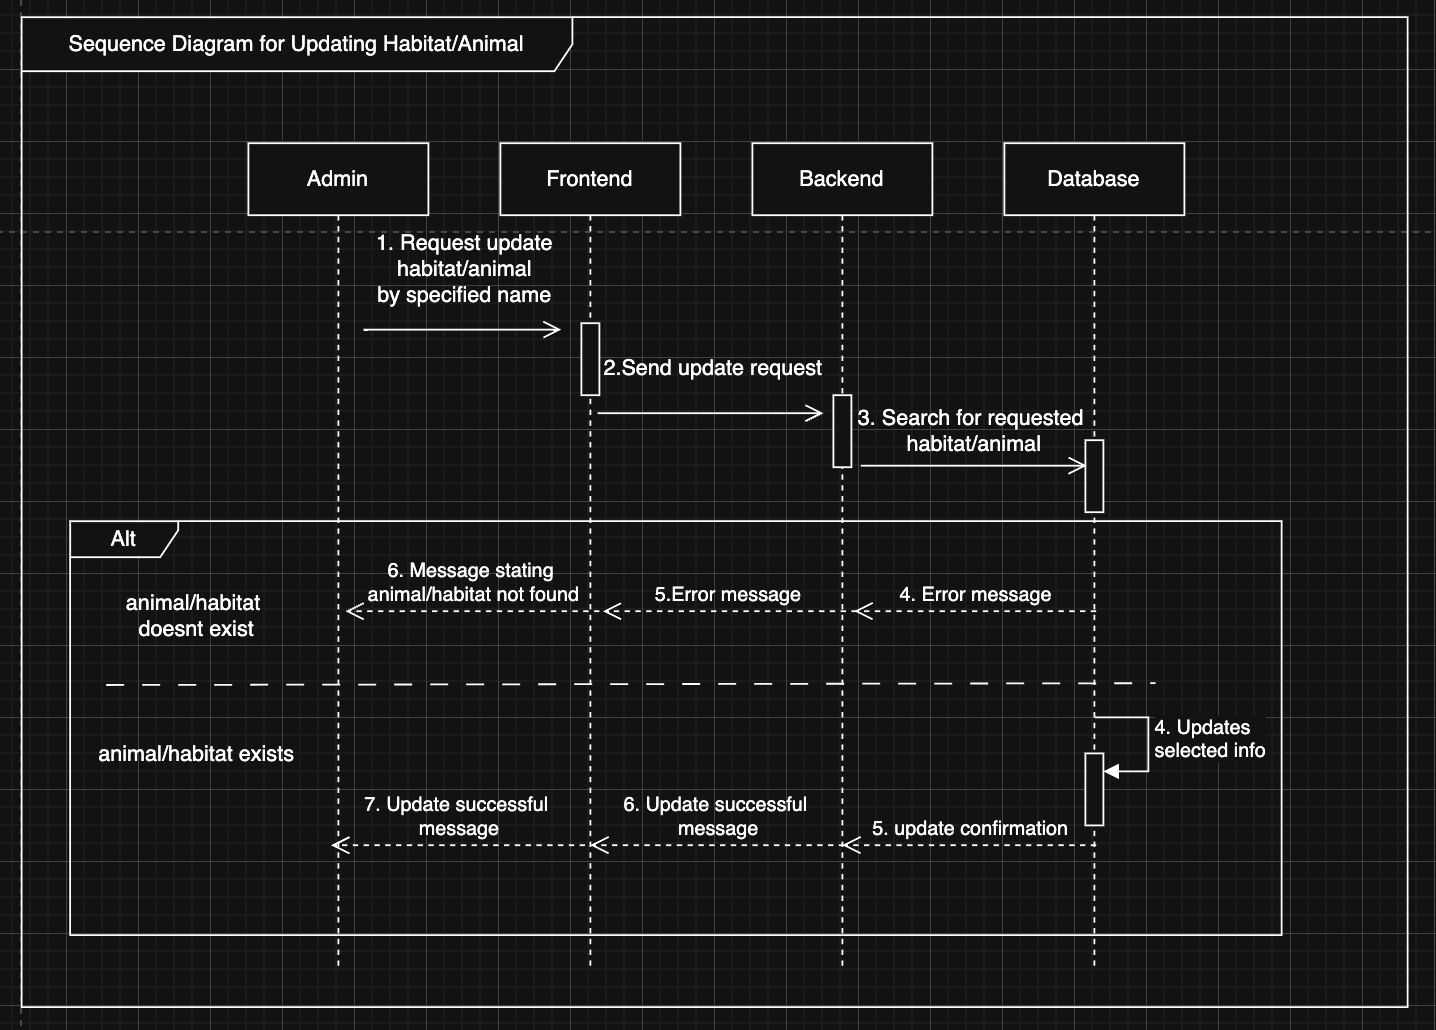 Sequence Diagram for Updating Habitat/Animal
Admin
Frontend
Backend
Database
1. Request update
habitat/animal
by specified name
2.Send update request
3. Search for requested
habitat/animal
Alt
animal/habitat
doesnt exist
6. Message stating
animal/habitat not found
5.Error message
4. Error message
animal/habitat exists
4. Updates
selected info
7. Update successful
message
6. Update successful
message
5. update confirmation